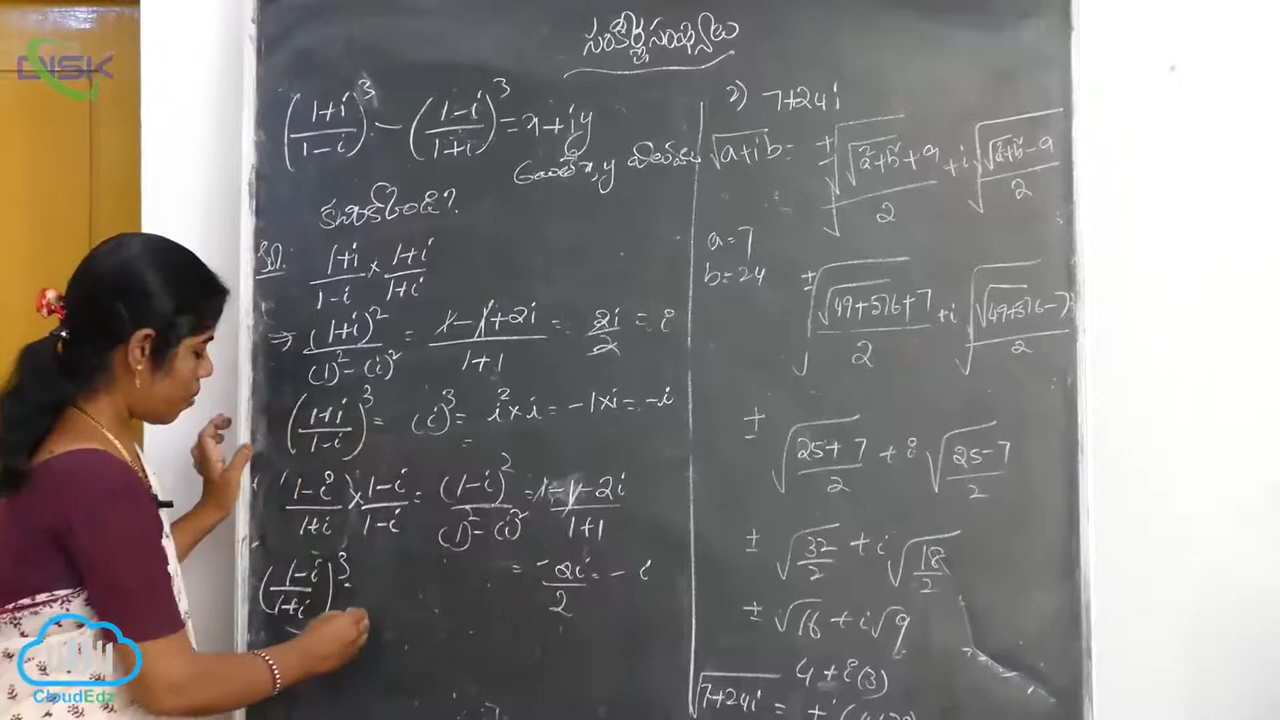 DISK
సంకీర్ణ సంఖ్యలు
((1+i)/(1-i))³ - ((1-i)/(1+i))³ = x+iy
అయితే x, y విలువలు
కనుక్కోండి?
సా.
(1+i)/(1-i) × (1+i)/(1+i)
⇒ (1+i)²/((1)²-(i)²) = (1-1+2i)/(1+1) = 2i/2 = i
((1+i)/(1-i))³ = (i)³ = i²×i = -1×i = -i
(1-i)/(1+i) × (1-i)/(1-i) = (1-i)²/((1)²-(i)²) = (1-1-2i)/(1+1)
= -2i/2 = -i
((1-i)/(1+i))³ =
2) 7+24i
√(a+ib) = ±√((√(a²+b²)+a)/2) + i√((√(a²+b²)-a)/2)
a=7
b=24
±√((√(49+576)+7)/2) + i√((√(49+576)-7)/2)
± √((25+7)/2) + i√((25-7)/2)
± √(32/2) + i√(18/2)
± √16 + i√9
4+i(3)
√(7+24i) = ±
CloudEdz